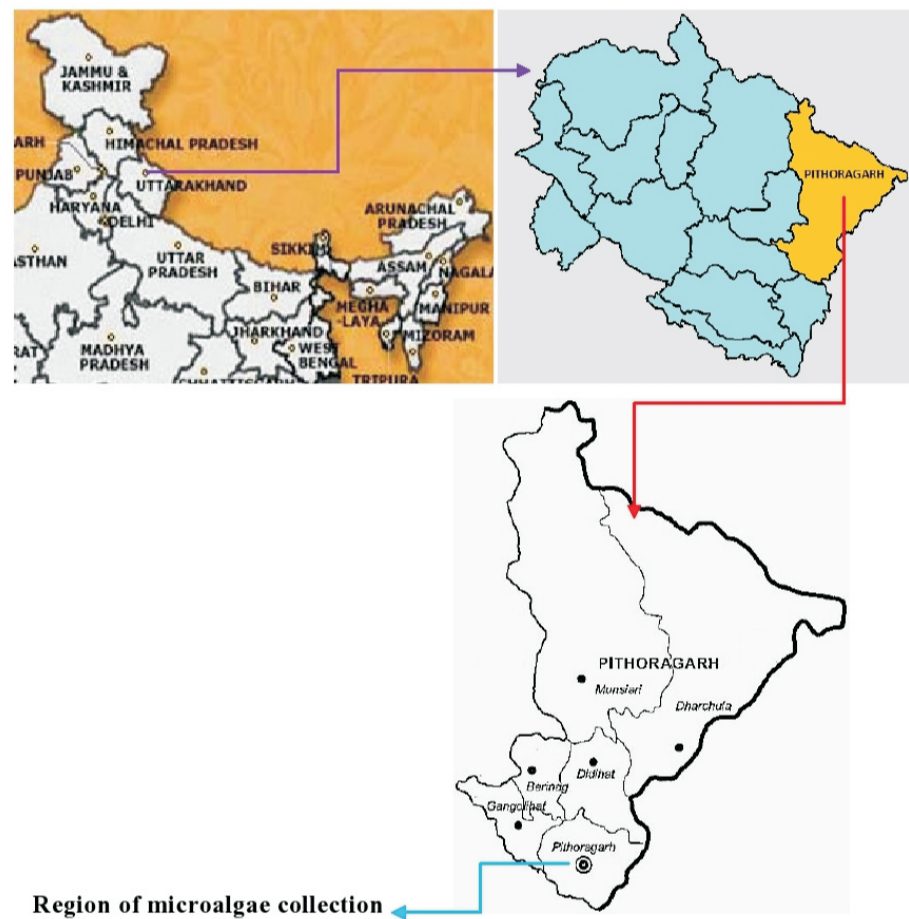 JAMMU &
KASHMIR
HIMACHAL PRADESH
ARH
PUNJAB
UTTARAKHAND
HARYANA
DELHI
ARUNACHAL
PRADESH
SIKKIM
ASTHAN
UTTAR
PRADESH
ASSAM
NAGALA
BIHAR
MEGHA
-LAYA
MANIPUR
JHARKHAND
MIZORAM
MADHYA
PRADESH
WEST
BENGAL
RAT
TRIPURA
PITHORAGARH
PITHORAGARH
Munsiari
Dharchula
Didihat
Berinag
Gangolihat
Pithoragarh
Region of microalgae collection